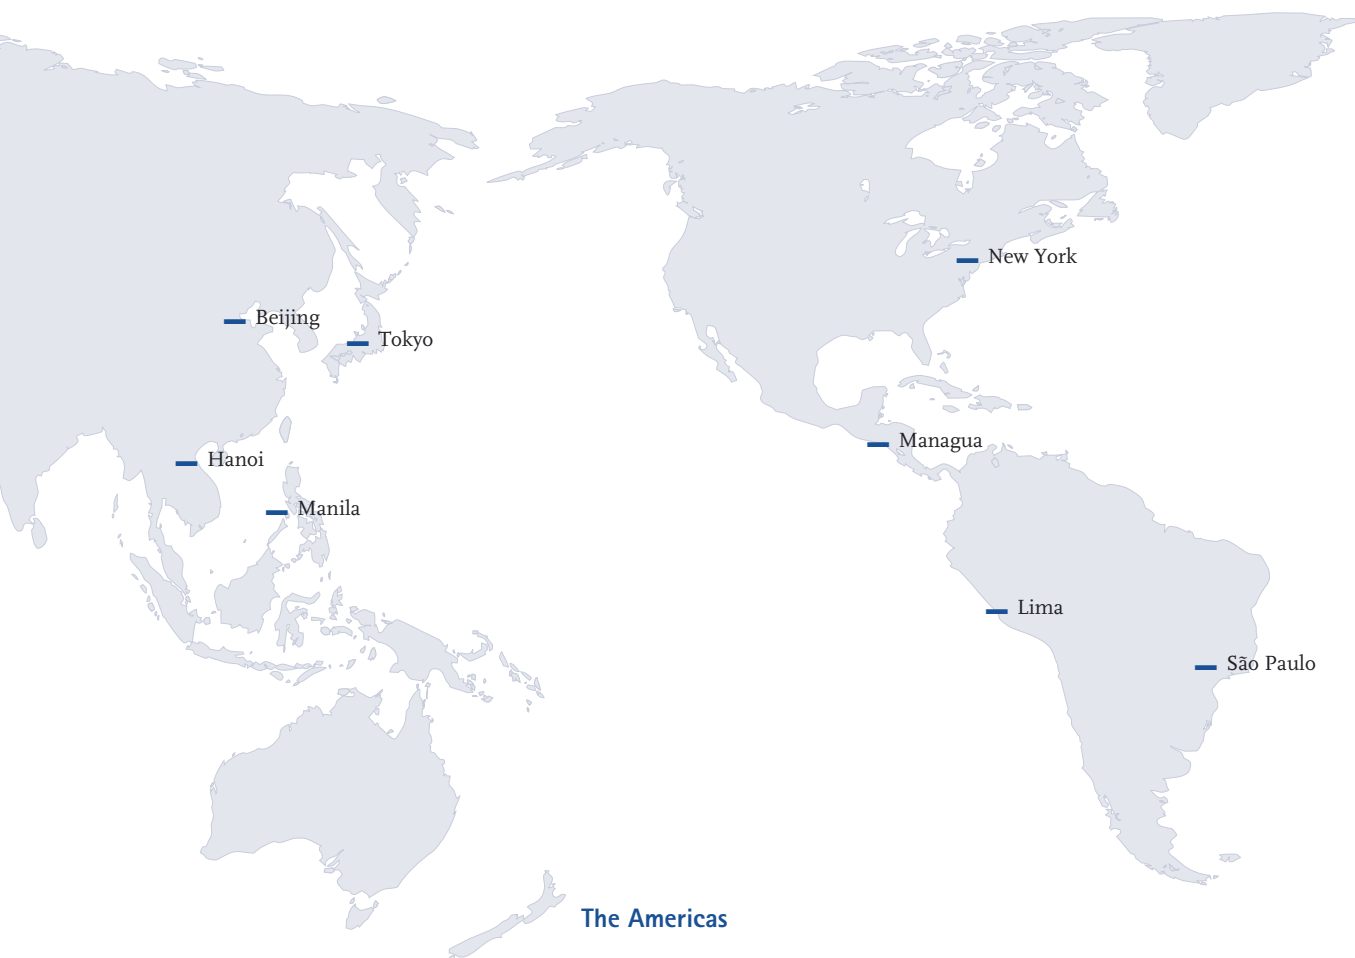 New York
Beijing
Tokyo
Managua
Hanoi
Manila
Lima
São Paulo
The Americas